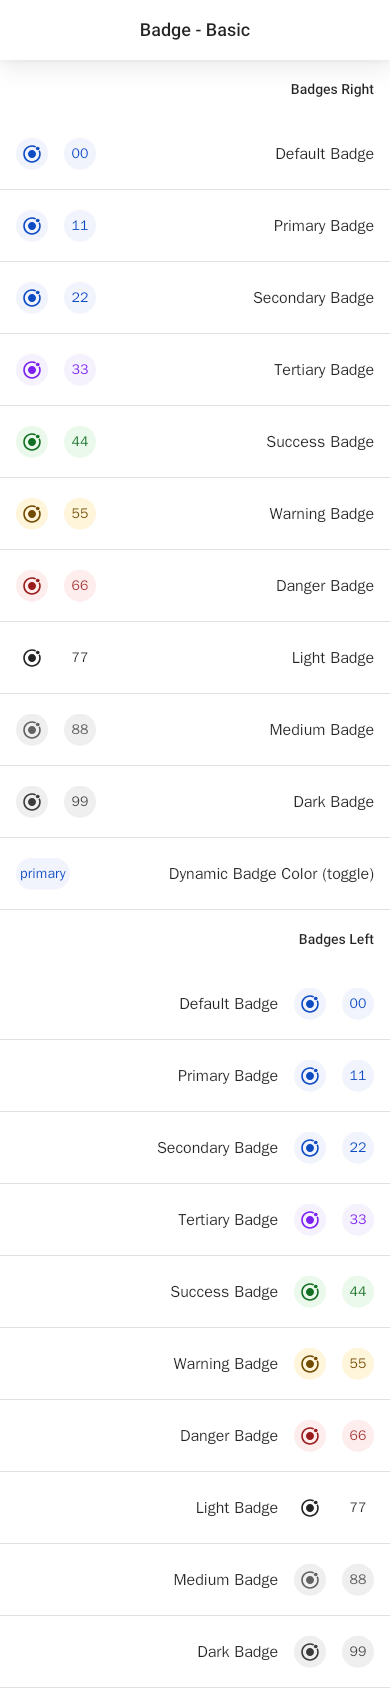 Badge - Basic
Badges Right
00 Default Badge
11 Primary Badge
22 Secondary Badge
33 Tertiary Badge
44 Success Badge
55 Warning Badge
66 Danger Badge
77 Light Badge
88 Medium Badge
99 Dark Badge
primary Dynamic Badge Color (toggle)
Badges Left
Default Badge 00
Primary Badge 11
Secondary Badge 22
Tertiary Badge 33
Success Badge 44
Warning Badge 55
Danger Badge 66
Light Badge 77
Medium Badge 88
Dark Badge 99